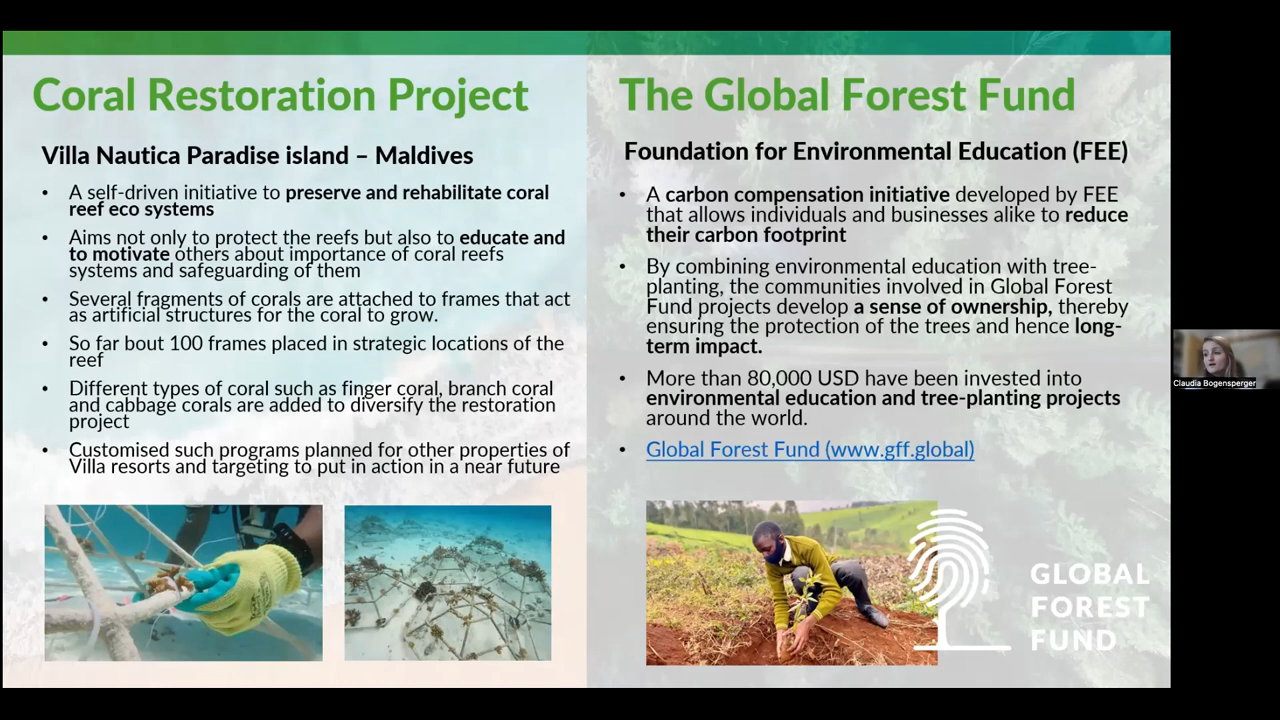 Coral Restoration Project
Villa Nautica Paradise island – Maldives
• A self-driven initiative to preserve and rehabilitate coral
reef eco systems
• Aims not only to protect the reefs but also to educate and
to motivate others about importance of coral reefs
systems and safeguarding of them
• Several fragments of corals are attached to frames that act
as artificial structures for the coral to grow.
• So far bout 100 frames placed in strategic locations of the
reef
• Different types of coral such as finger coral, branch coral
and cabbage corals are added to diversify the restoration
project
• Customised such programs planned for other properties of
Villa resorts and targeting to put in action in a near future
The Global Forest Fund
Foundation for Environmental Education (FEE)
• A carbon compensation initiative developed by FEE
that allows individuals and businesses alike to reduce
their carbon footprint
• By combining environmental education with tree-
planting, the communities involved in Global Forest
Fund projects develop a sense of ownership, thereby
ensuring the protection of the trees and hence long-
term impact.
• More than 80,000 USD have been invested into
environmental education and tree-planting projects
around the world.
• Global Forest Fund (www.gff.global)
GLOBAL
FOREST
FUND
Claudia Bogensperger